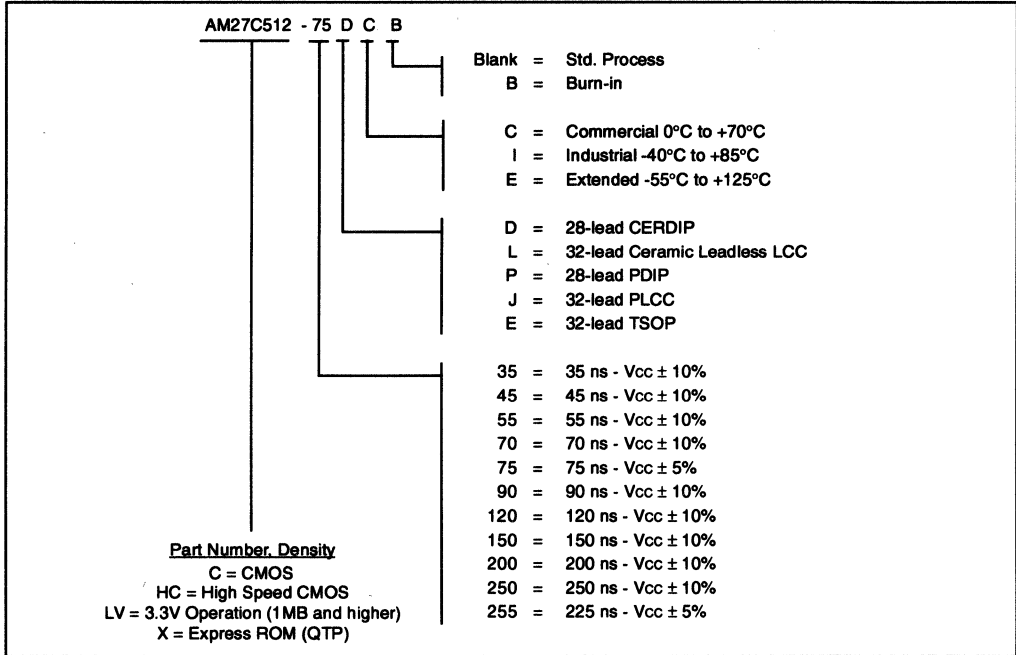 AM27C512 - 75 D C B
Blank = Std. Process
B = Burn-in
C = Commercial 0°C to +70°C
I = Industrial -40°C to +85°C
E = Extended -55°C to +125°C
D = 28-lead CERDIP
L = 32-lead Ceramic Leadless LCC
P = 28-lead PDIP
J = 32-lead PLCC
E = 32-lead TSOP
35 = 35 ns - Vcc ± 10%
45 = 45 ns - Vcc ± 10%
55 = 55 ns - Vcc ± 10%
70 = 70 ns - Vcc ± 10%
75 = 75 ns - Vcc ± 5%
90 = 90 ns - Vcc ± 10%
120 = 120 ns - Vcc ± 10%
150 = 150 ns - Vcc ± 10%
200 = 200 ns - Vcc ± 10%
250 = 250 ns - Vcc ± 10%
255 = 225 ns - Vcc ± 5%
Part Number, Density
C = CMOS
HC = High Speed CMOS
LV = 3.3V Operation (1MB and higher)
X = Express ROM (QTP)